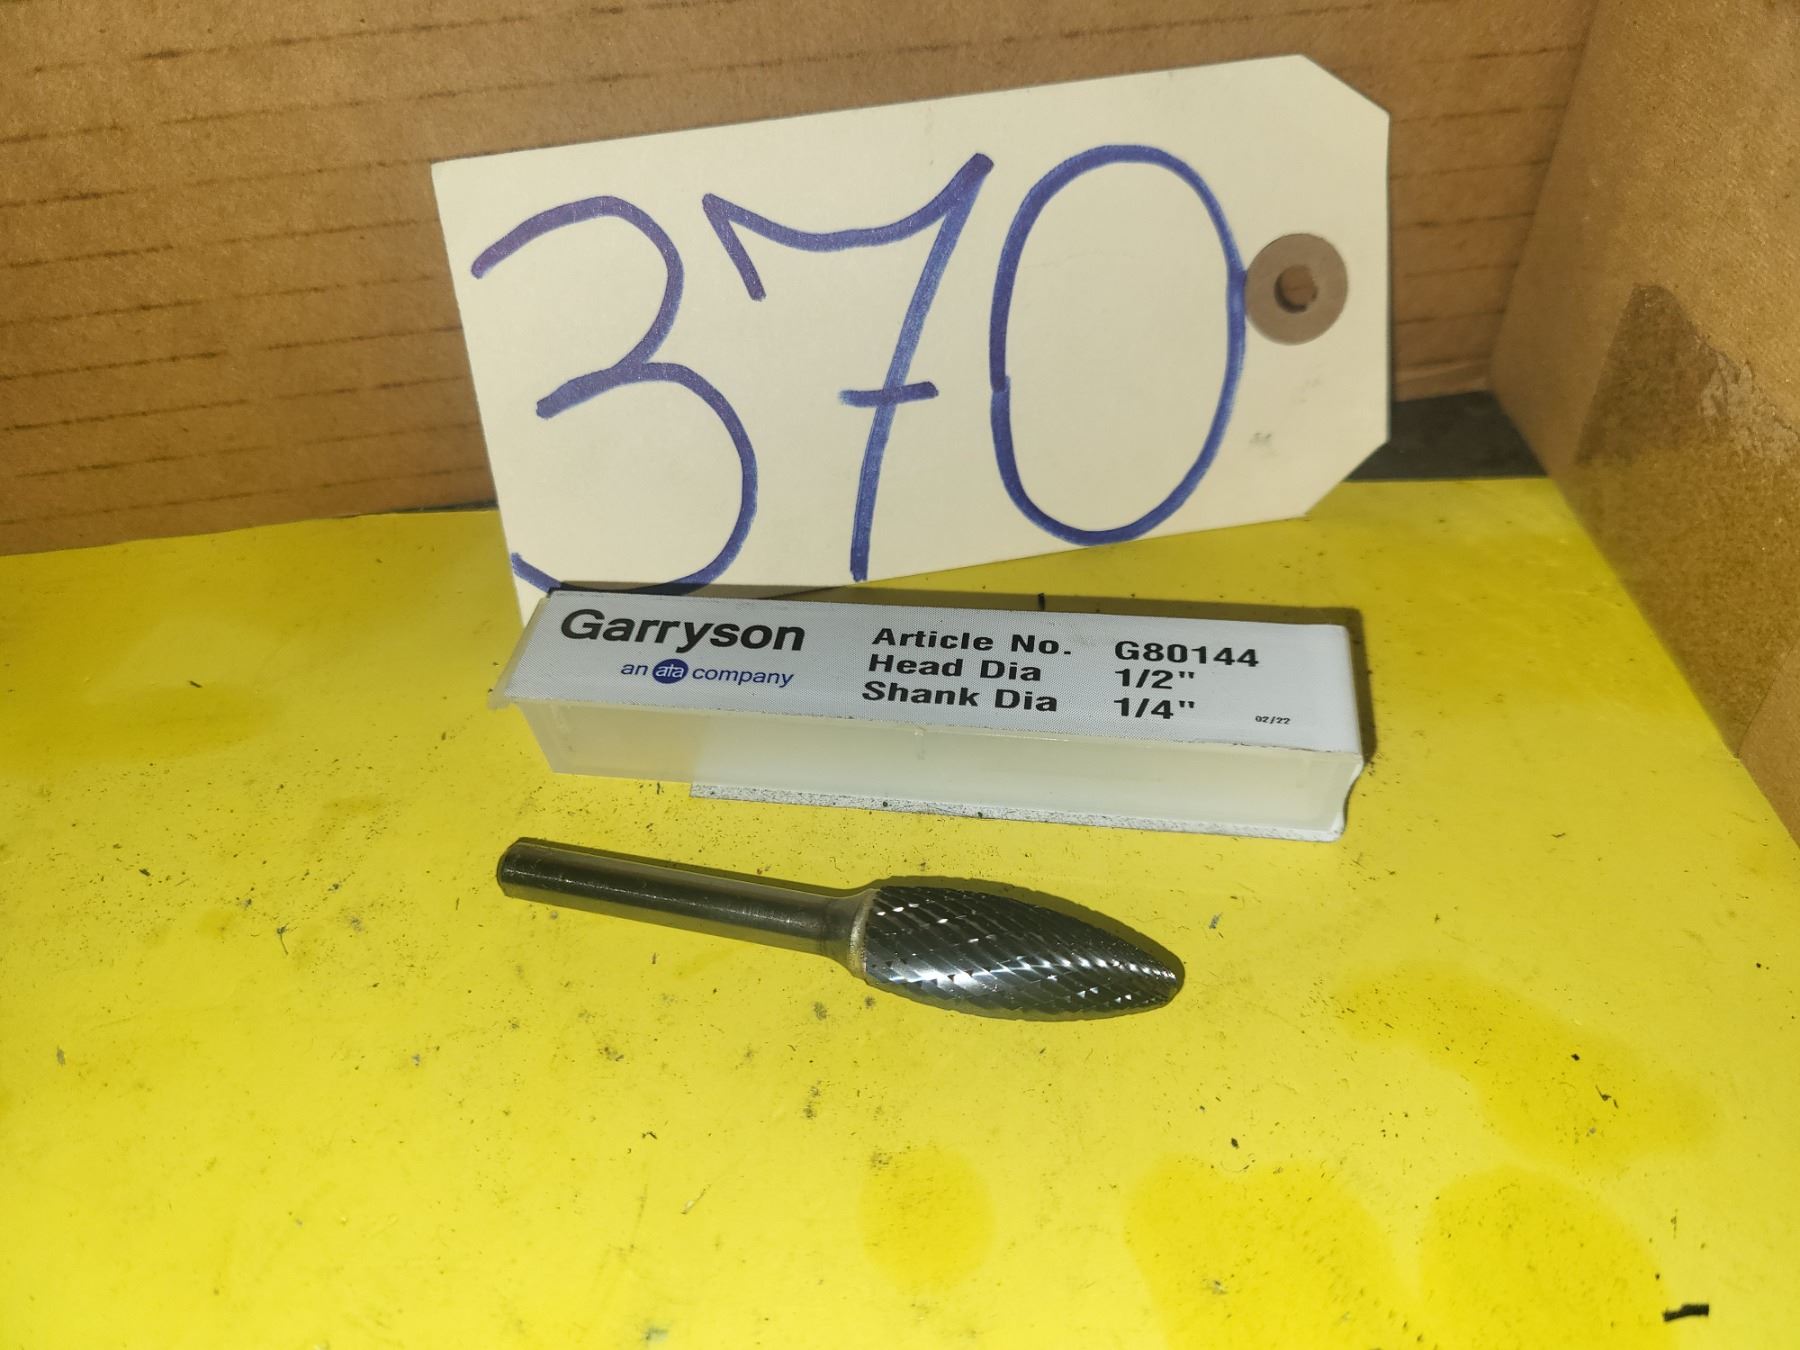 370
Garryson
an ata company
Article No. G80144
Head Dia 1/2"
Shank Dia 1/4"
02/22